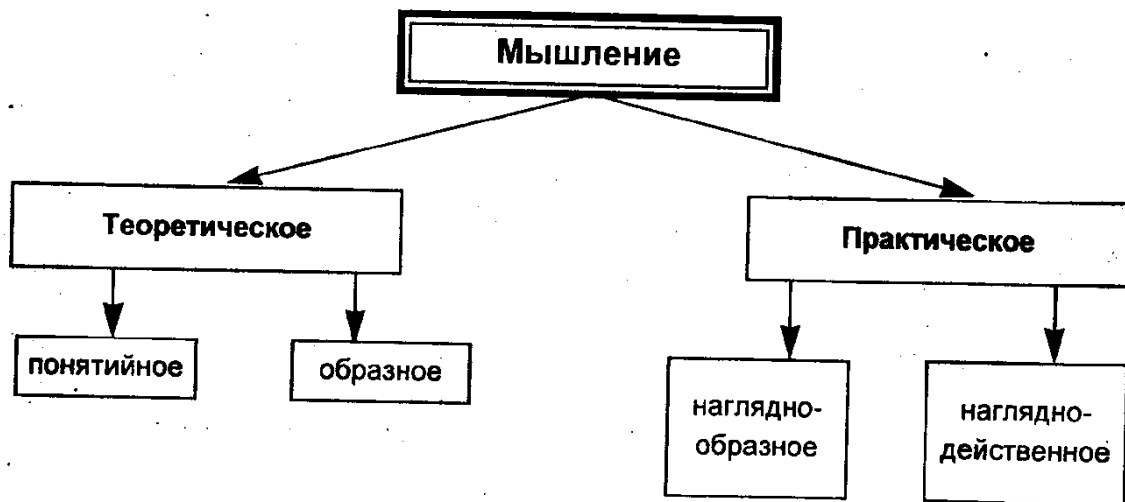 Мышление
Теоретическое
Практическое
понятийное
образное
наглядно-
образное
наглядно-
действенное